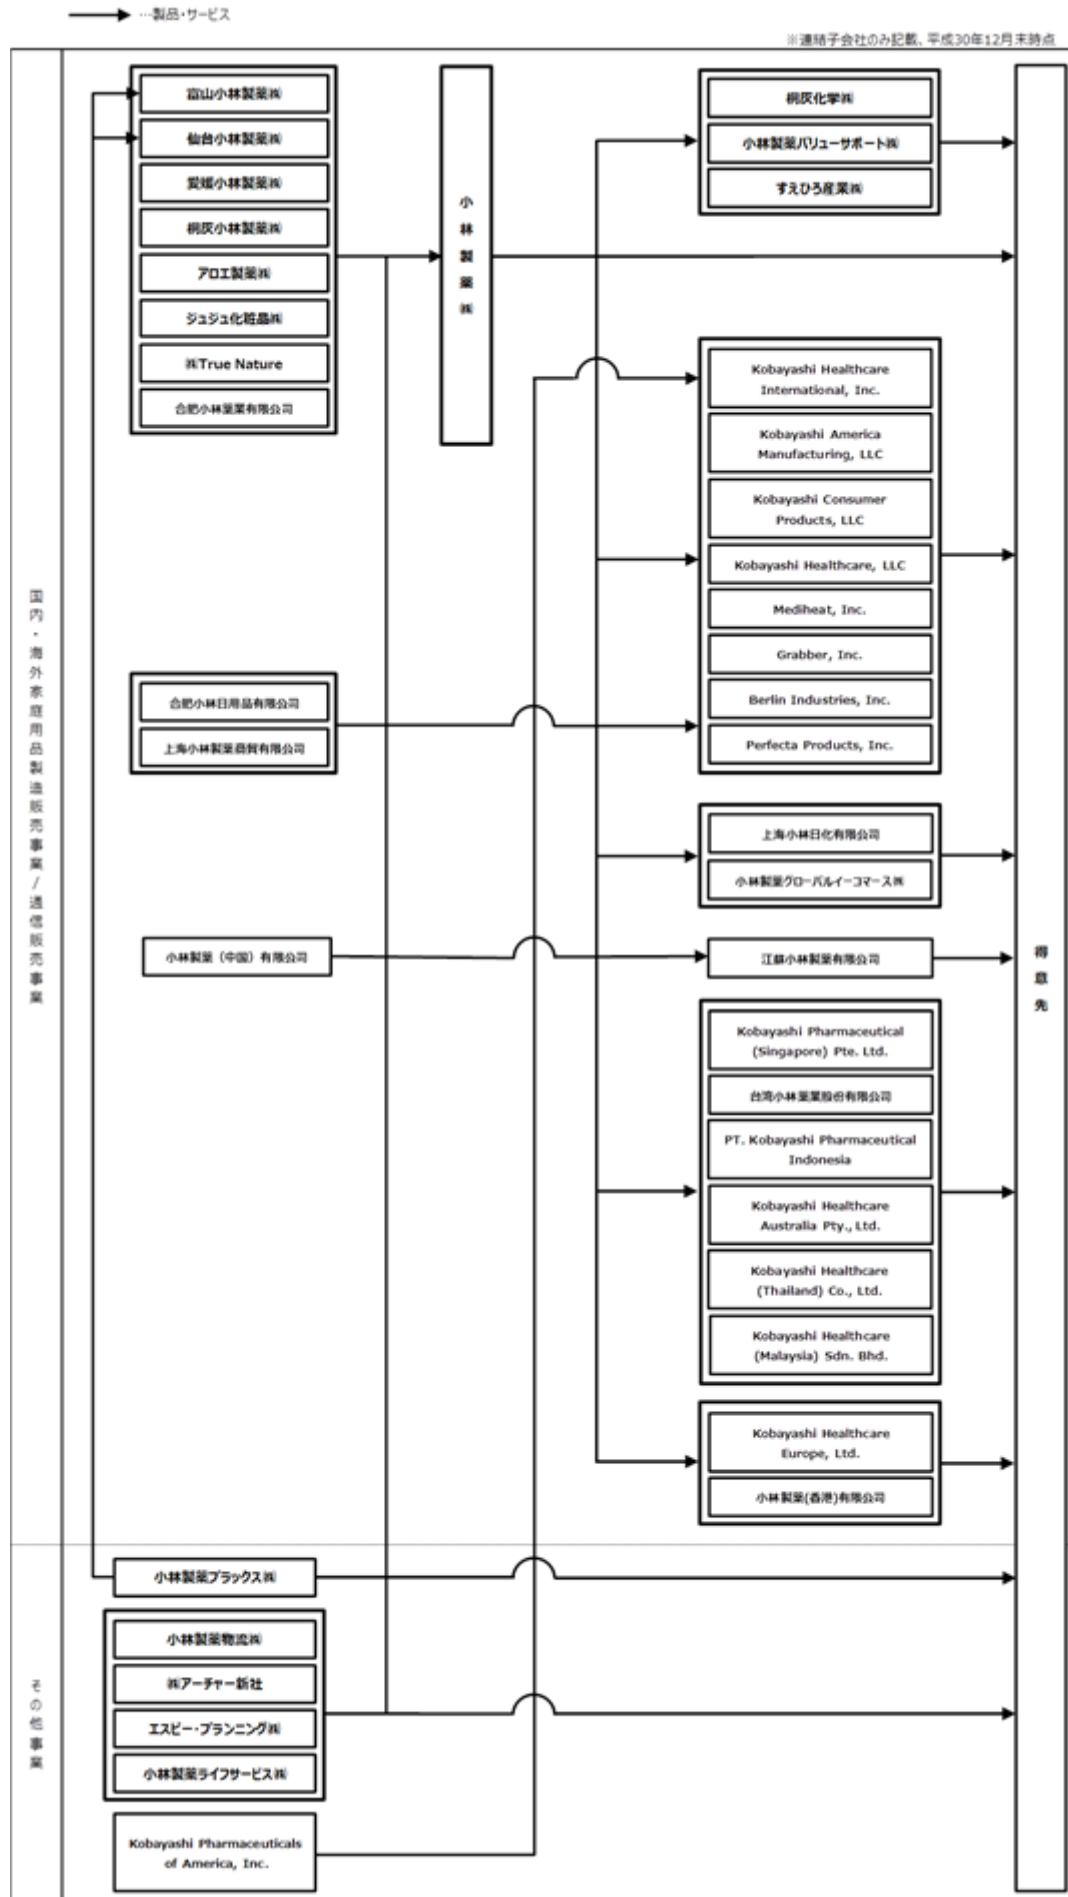 …製品・サービス
※連結子会社のみ記載、平成30年12月末時点
国内・海外家庭用品製造販売事業/通信販売事業
富山小林製薬㈱
仙台小林製薬㈱
愛媛小林製薬㈱
桐灰小林製薬㈱
アロエ製薬㈱
ジュジュ化粧品㈱
㈱True Nature
合肥小林薬業有限公司
小林製薬㈱
桐灰化学㈱
小林製薬バリューサポート㈱
すえひろ産業㈱
Kobayashi Healthcare
International, Inc.
Kobayashi America
Manufacturing, LLC
Kobayashi Consumer
Products, LLC
Kobayashi Healthcare, LLC
Mediheat, Inc.
Grabber, Inc.
Berlin Industries, Inc.
Perfecta Products, Inc.
合肥小林日用品有限公司
上海小林製薬商貿有限公司
上海小林日化有限公司
小林製薬グローバルイーコマース㈱
小林製薬（中国）有限公司
江蘇小林製薬有限公司
Kobayashi Pharmaceutical
(Singapore) Pte. Ltd.
台湾小林薬業股份有限公司
PT. Kobayashi Pharmaceutical
Indonesia
Kobayashi Healthcare
Australia Pty., Ltd.
Kobayashi Healthcare
(Thailand) Co., Ltd.
Kobayashi Healthcare
(Malaysia) Sdn. Bhd.
Kobayashi Healthcare
Europe, Ltd.
小林製薬(香港)有限公司
得意先
その他事業
小林製薬プラックス㈱
小林製薬物流㈱
㈱アーチャー新社
エスピー・プランニング㈱
小林製薬ライフサービス㈱
Kobayashi Pharmaceuticals
of America, Inc.